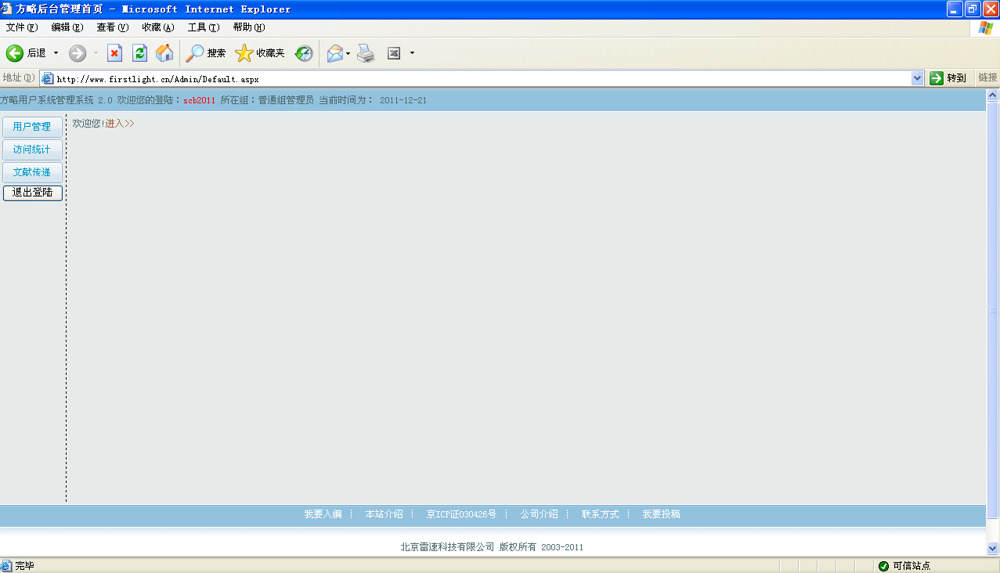 方略后台管理首页 - Microsoft Internet Explorer
文件(F) 编辑(E) 查看(V) 收藏(A) 工具(T) 帮助(H)
后退 搜索 收藏夹
地址(D) http://www.firstlight.cn/Admin/Default.aspx 转到 链接
方略用户系统管理系统 2.0 欢迎您的登陆：scb2011 所在组：普通组管理员 当前时间为： 2011-12-21
用户管理
欢迎您!进入>>
访问统计
文献传递
退出登陆
我要入编 ┊ 本站介绍 ┊ 京ICP证030426号 ┊ 公司介绍 ┊ 联系方式 ┊ 我要投稿
北京雷速科技有限公司 版权所有 2003-2011
完毕 可信站点